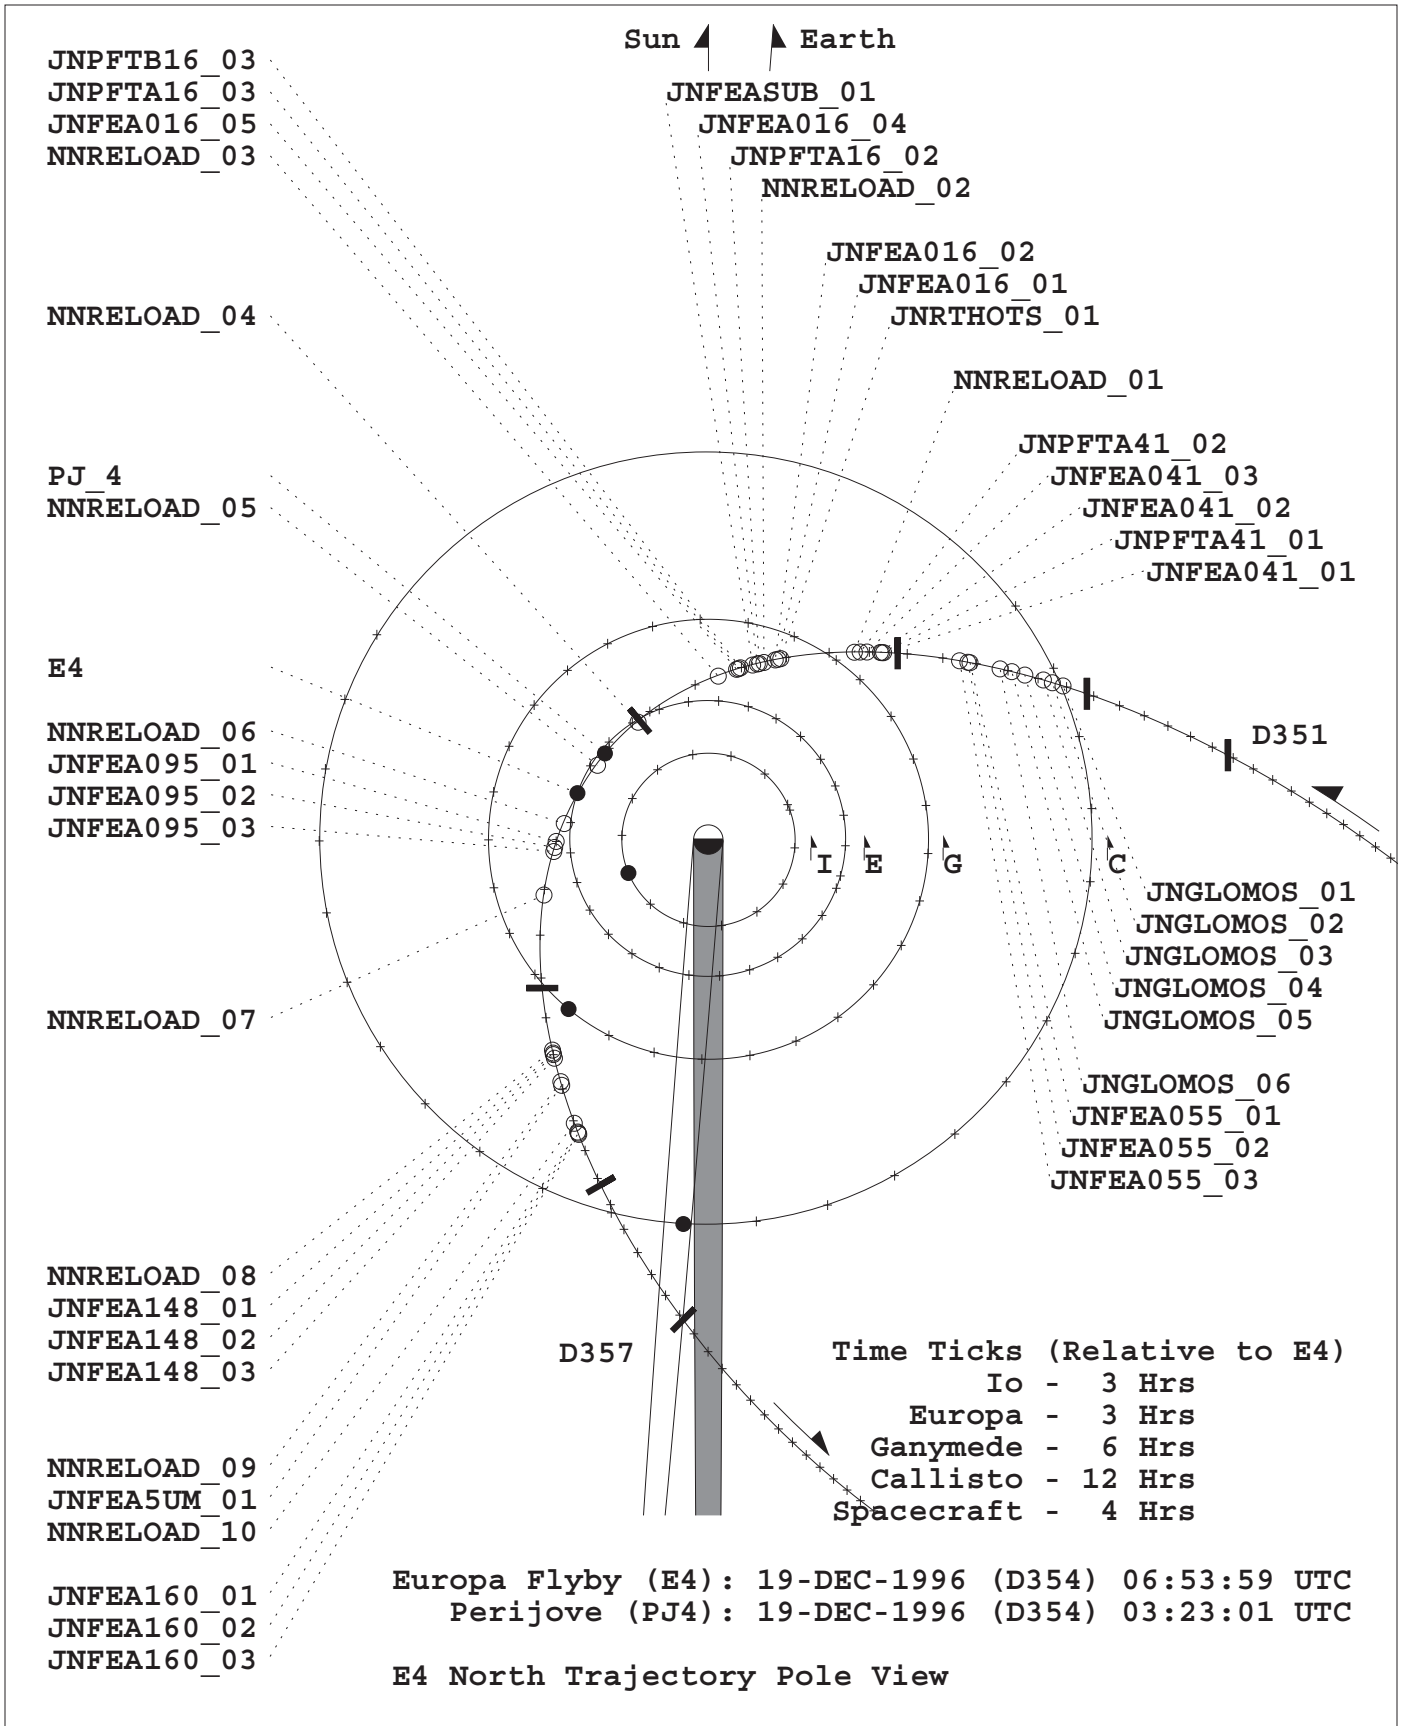 Sun Earth
JNPFTB16_03
JNPFTA16_03
JNFEA016_05
NNRELOAD_03
JNFEASUB_01
JNFEA016_04
JNPFTA16_02
NNRELOAD_02
JNFEA016_02
JNFEA016_01
JNRTHOTS_01
NNRELOAD_04
NNRELOAD_01
JNPFTA41_02
JNFEA041_03
JNFEA041_02
JNPFTA41_01
JNFEA041_01
PJ_4
NNRELOAD_05
E4
NNRELOAD_06
JNFEA095_01
JNFEA095_02
JNFEA095_03
D351
I E G C
JNGLOMOS_01
JNGLOMOS_02
JNGLOMOS_03
JNGLOMOS_04
JNGLOMOS_05
NNRELOAD_07
JNGLOMOS_06
JNFEA055_01
JNFEA055_02
JNFEA055_03
NNRELOAD_08
JNFEA148_01
JNFEA148_02
JNFEA148_03
D357
NNRELOAD_09
JNFEA5UM_01
NNRELOAD_10
JNFEA160_01
JNFEA160_02
JNFEA160_03
Time Ticks (Relative to E4)
Io - 3 Hrs
Europa - 3 Hrs
Ganymede - 6 Hrs
Callisto - 12 Hrs
Spacecraft - 4 Hrs
Europa Flyby (E4): 19-DEC-1996 (D354) 06:53:59 UTC
Perijove (PJ4): 19-DEC-1996 (D354) 03:23:01 UTC
E4 North Trajectory Pole View